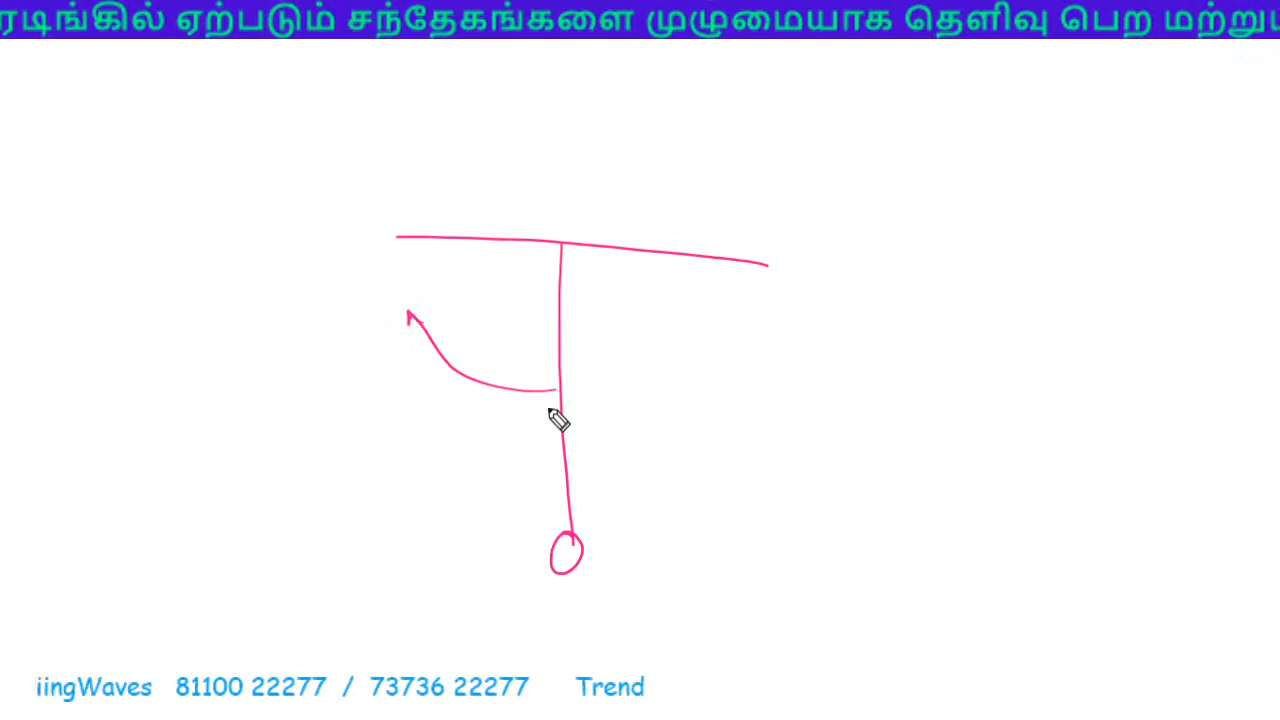 ரடிங்கில் ஏற்படும் சந்தேகங்களை முழுமையாக தெளிவு பெற மற்றும்
iingWaves 81100 22277 / 73736 22277 Trend